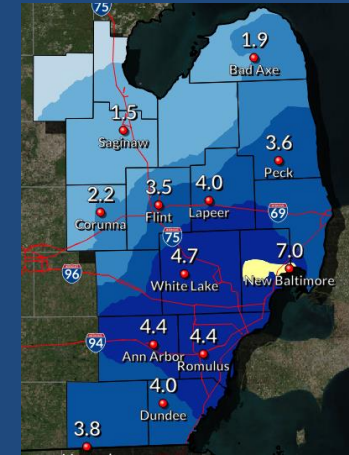 75
1.9
Bad Axe
1.5
Saginaw
3.6
Peck
2.2
Corunna
3.5
Flint
4.0
Lapeer
69
75
4.7
White Lake
7.0
New Baltimore
96
4.4
Ann Arbor
4.4
Romulus
94
4.0
Dundee
3.8